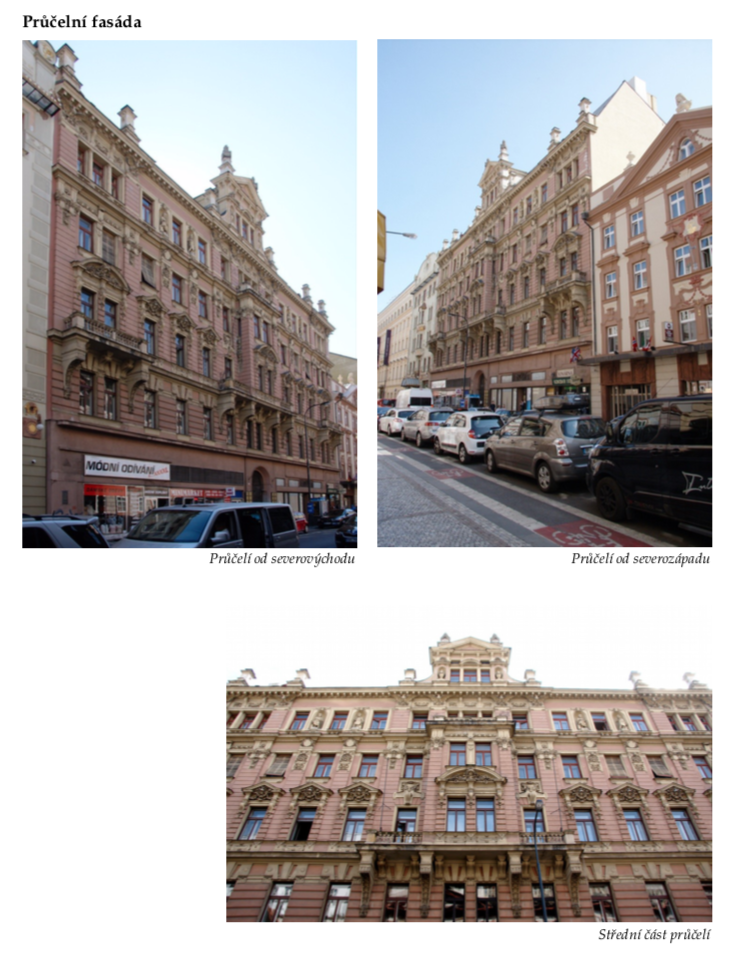 Průčelní fasáda
MÓDNÍ ODÍVÁNÍ
Průčelí od severovýchodu
Průčelí od severozápadu
Střední část průčelí